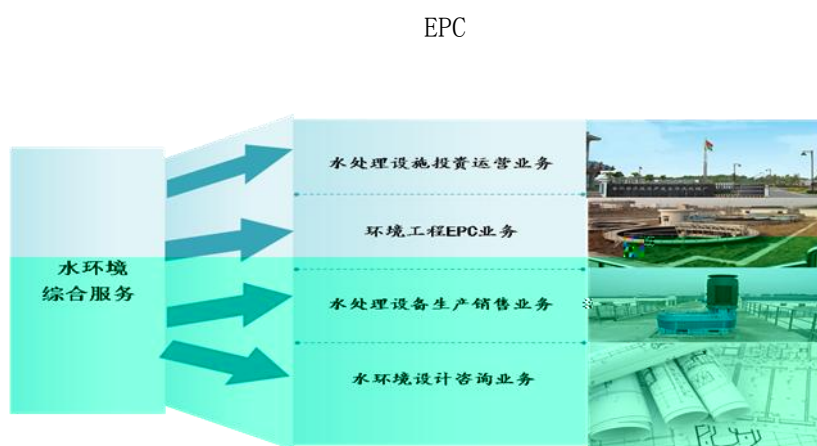 EPC
水环境
综合服务
水处理设施投资运营业务
环境工程EPC业务
水处理设备生产销售业务
水环境设计咨询业务